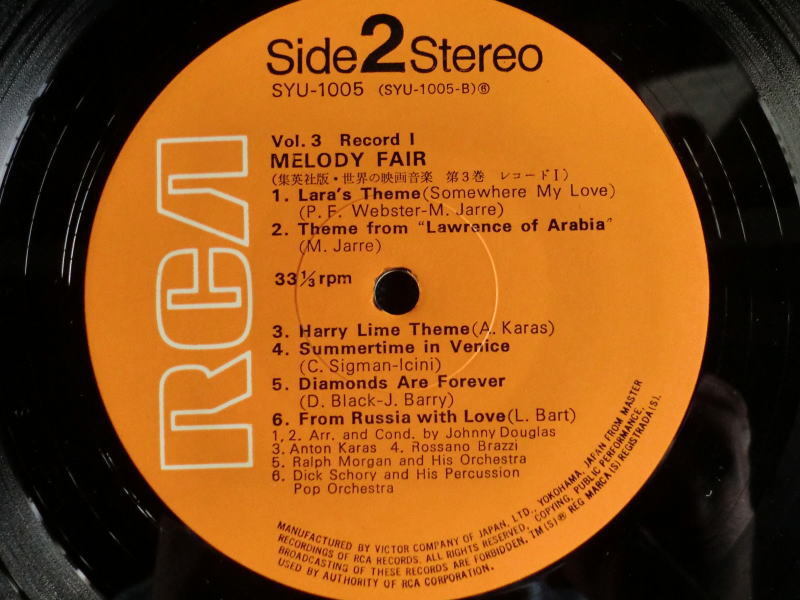 Side 2 Stereo
SYU-1005 (SYU-1005-B)⑥
Vol. 3 Record I
MELODY FAIR
(集英社版・世界の映画音楽 第3巻 レコードI)
1. Lara's Theme (Somewhere My Love)
(P. F. Webster-M. Jarre)
2. Theme from "Lawrence of Arabia"
(M. Jarre)
33⅓ rpm
3. Harry Lime Theme (A. Karas)
4. Summertime in Venice
(C. Sigman-Icini)
5. Diamonds Are Forever
(D. Black-J. Barry)
6. From Russia with Love (L. Bart)
1, 2. Arr. and Cond. by Johnny Douglas
3. Anton Karas 4. Rossano Brazzi
5. Ralph Morgan and His Orchestra
6. Dick Schory and His Percussion
Pop Orchestra
RCA
MANUFACTURED BY VICTOR COMPANY OF JAPAN, LTD., YOKOHAMA, JAPAN FROM MASTER
RECORDINGS OF RCA RECORDS. ALL RIGHTS RESERVED, COPYING, PUBLIC PERFORMANCE,
BROADCASTING OF THESE RECORDS ARE FORBIDDEN. TM(S)® REG MARCA(S) REGISTRADA(S).
USED BY AUTHORITY OF RCA CORPORATION.